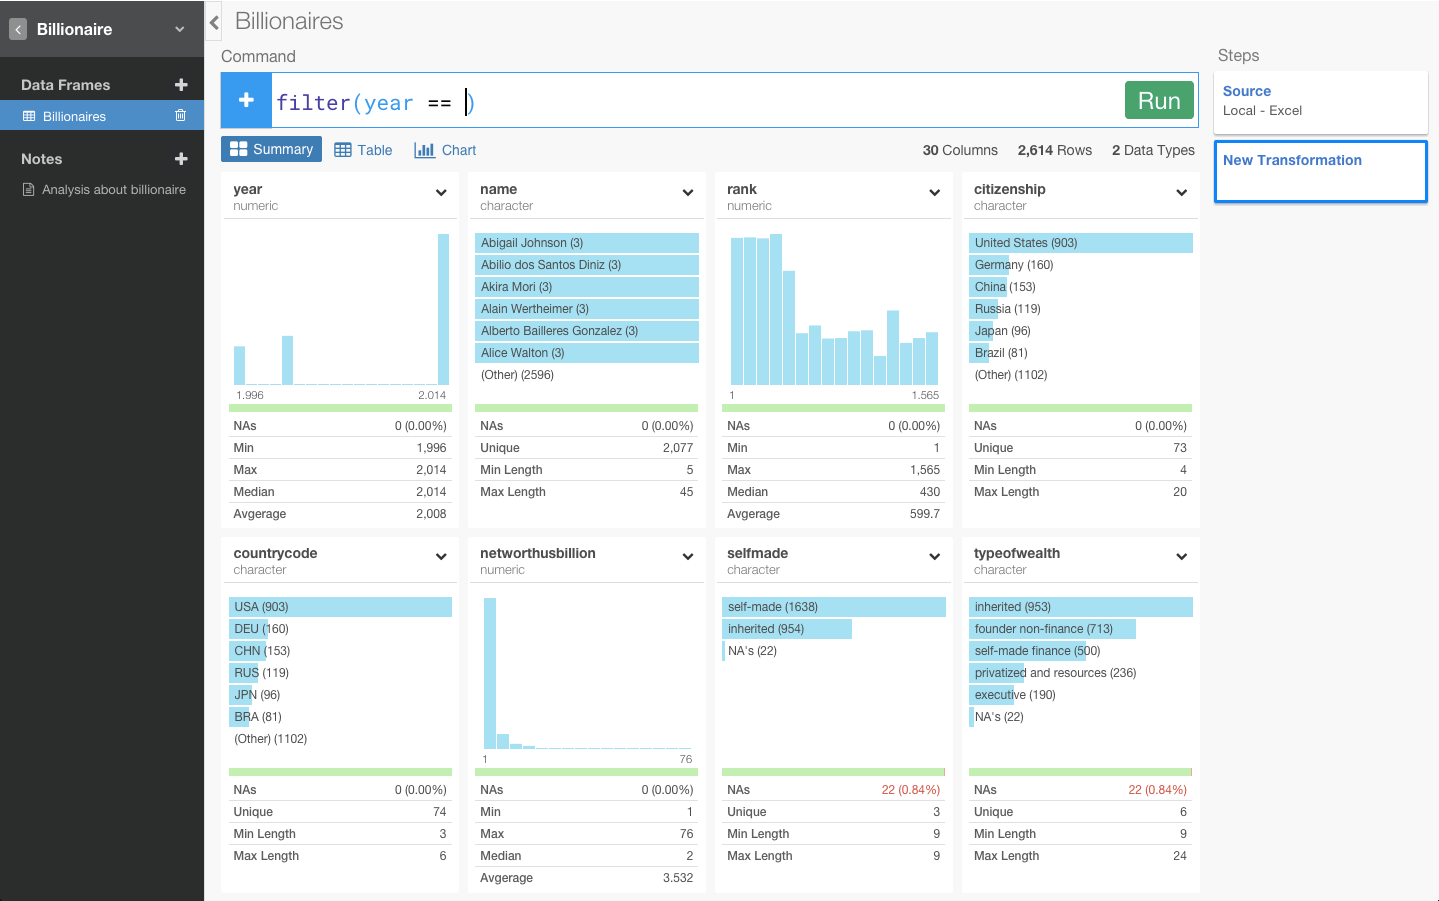 Billionaire
Data Frames
Billionaires
Notes
Analysis about billionaire
Billionaires
Command
filter(year == )
Run
Summary
Table
Chart
30 Columns
2,614 Rows
2 Data Types
year
numeric
1.996
2.014
NAs 0 (0.00%)
Min 1,996
Max 2,014
Median 2,014
Avgerage 2,008
name
character
Abigail Johnson (3)
Abilio dos Santos Diniz (3)
Akira Mori (3)
Alain Wertheimer (3)
Alberto Bailleres Gonzalez (3)
Alice Walton (3)
(Other) (2596)
NAs 0 (0.00%)
Unique 2,077
Min Length 5
Max Length 45
rank
numeric
1
1.565
NAs 0 (0.00%)
Min 1
Max 1,565
Median 430
Avgerage 599.7
citizenship
character
United States (903)
Germany (160)
China (153)
Russia (119)
Japan (96)
Brazil (81)
(Other) (1102)
NAs 0 (0.00%)
Unique 73
Min Length 4
Max Length 20
countrycode
character
USA (903)
DEU (160)
CHN (153)
RUS (119)
JPN (96)
BRA (81)
(Other) (1102)
NAs 0 (0.00%)
Unique 74
Min Length 3
Max Length 6
networthusbillion
numeric
1
76
NAs 0 (0.00%)
Min 1
Max 76
Median 2
Avgerage 3.532
selfmade
character
self-made (1638)
inherited (954)
NA's (22)
NAs 22 (0.84%)
Unique 3
Min Length 9
Max Length 9
typeofwealth
character
inherited (953)
founder non-finance (713)
self-made finance (500)
privatized and resources (236)
executive (190)
NA's (22)
NAs 22 (0.84%)
Unique 6
Min Length 9
Max Length 24
Steps
Source
Local - Excel
New Transformation